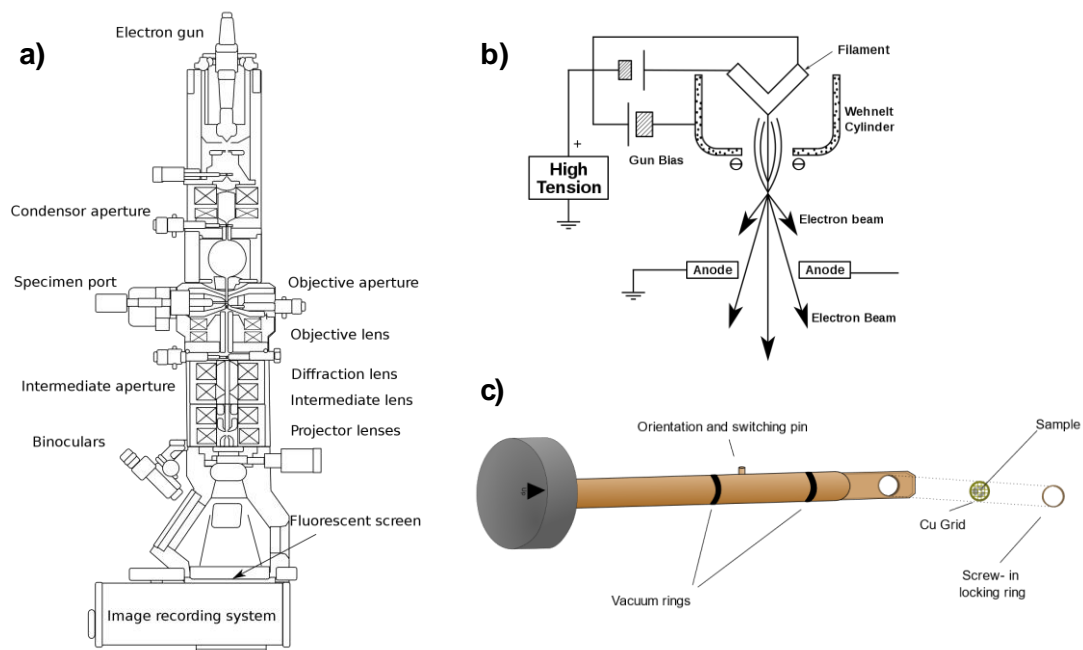 a)
Electron gun
Condensor aperture
Specimen port
Objective aperture
Objective lens
Intermediate aperture
Diffraction lens
Intermediate lens
Projector lenses
Binoculars
Fluorescent screen
Image recording system
b)
Filament
Wehnelt
Cylinder
Gun Bias
+
High
Tension
Electron beam
Anode
Anode
Electron Beam
c)
Orientation and switching pin
Sample
Cu Grid
Vacuum rings
Screw- in
locking ring